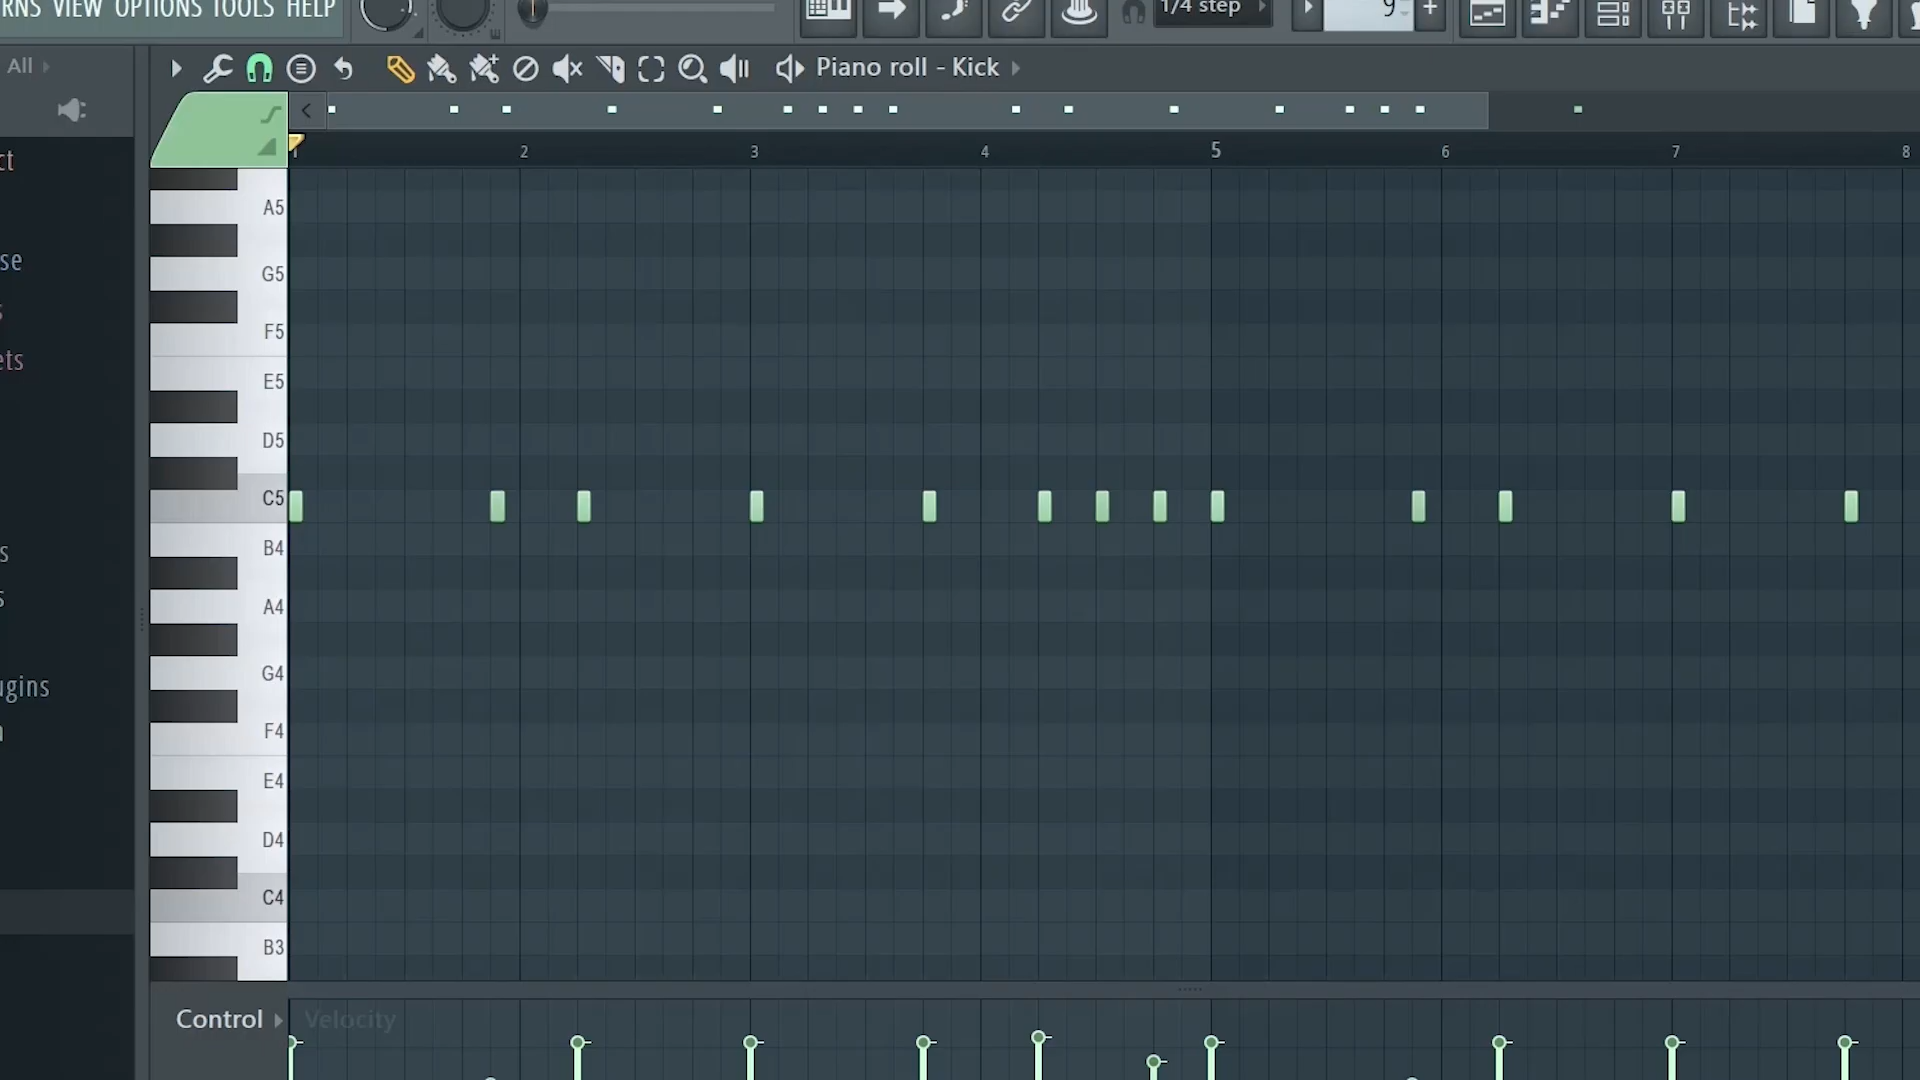 RNS VIEW OPTIONS TOOLS HELP
1/4 step
9
All
Piano roll - Kick
ct
se
s
ets
s
s
ugins
1 2 3 4 5 6 7 8
A5
G5
F5
E5
D5
C5
B4
A4
G4
F4
E4
D4
C4
B3
Control
Velocity